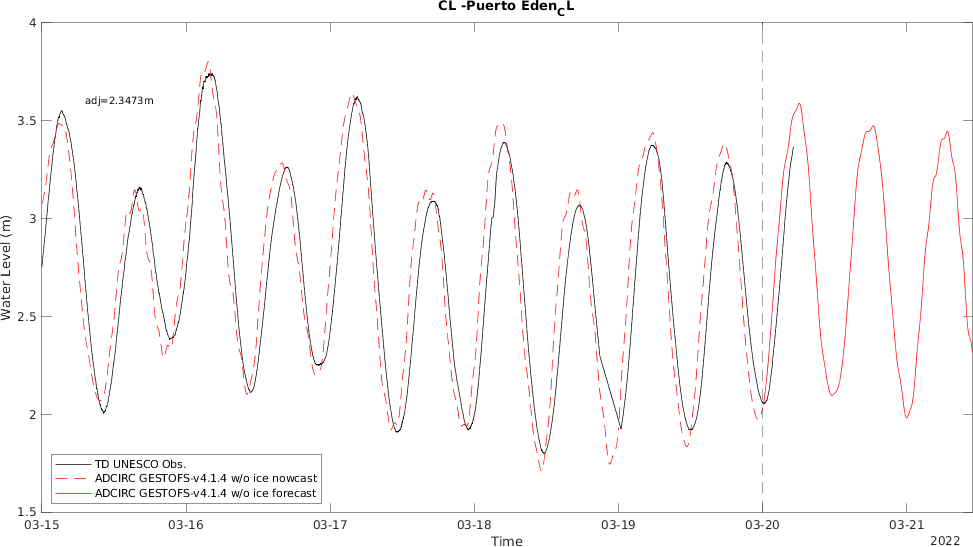 CL -Puerto Eden_CL
adj=2.3473m
4
3.5
3
2.5
2
1.5
Water Level (m)
TD UNESCO Obs.
ADCIRC GESTOFS-v4.1.4 w/o ice nowcast
ADCIRC GESTOFS-v4.1.4 w/o ice forecast
03-15 03-16 03-17 03-18 03-19 03-20 03-21
Time
2022